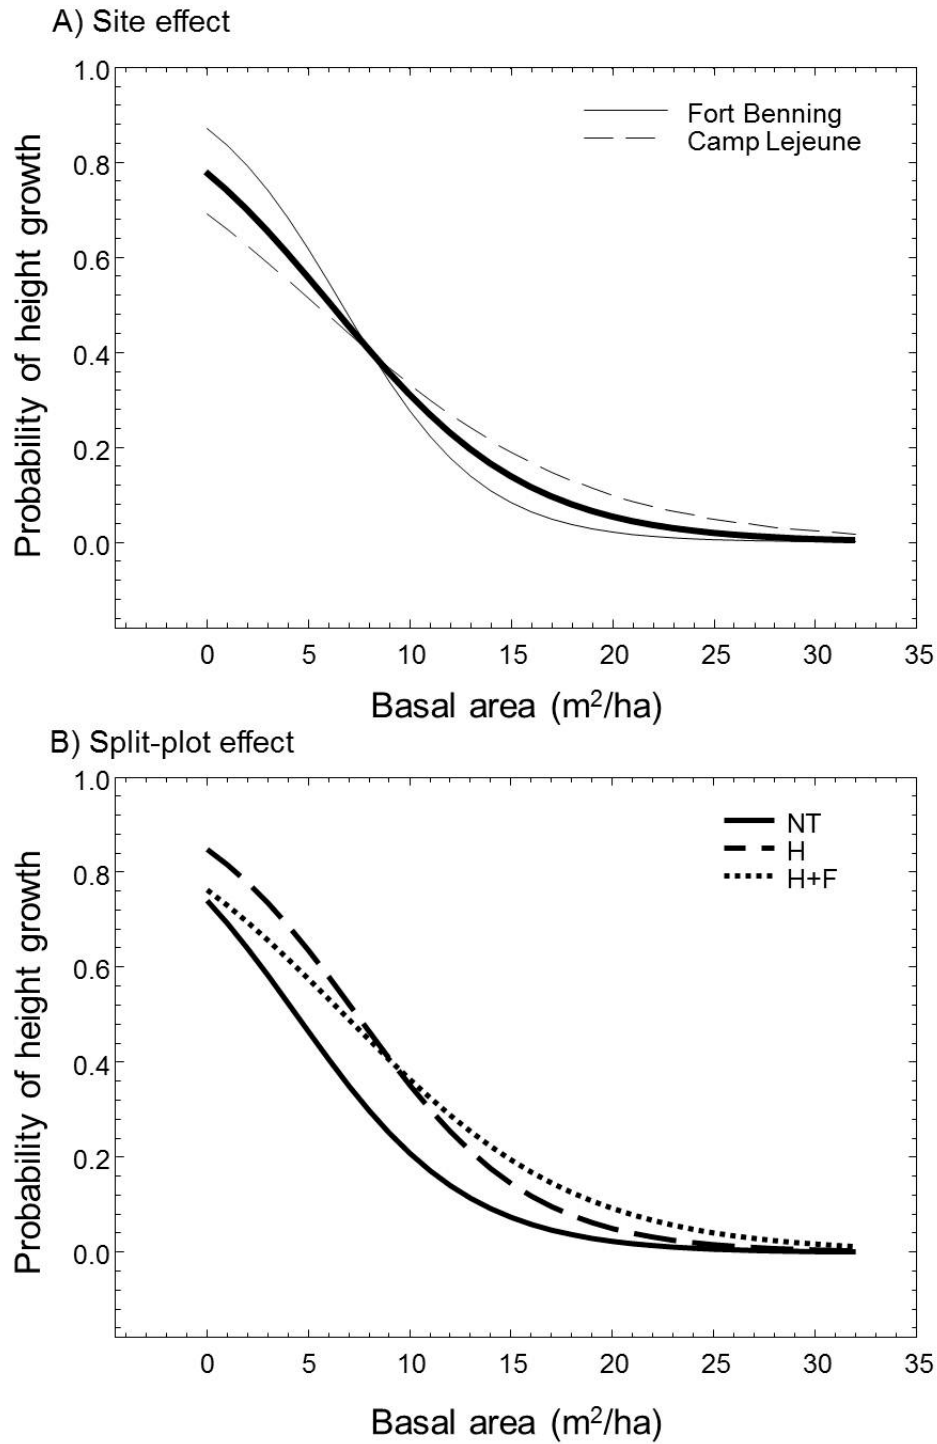 A) Site effect
1.0
0.8
0.6
0.4
0.2
0.0
Probability of height growth
Fort Benning
Camp Lejeune
0 5 10 15 20 25 30 35
Basal area (m²/ha)
B) Split-plot effect
1.0
0.8
0.6
0.4
0.2
0.0
Probability of height growth
NT
H
H+F
0 5 10 15 20 25 30 35
Basal area (m²/ha)